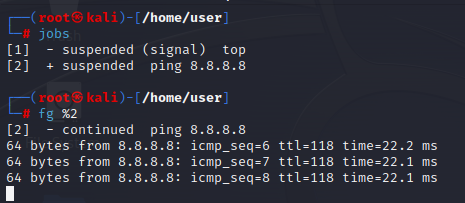 ┌──(root㉿kali)-[/home/user]
└─# jobs
[1]  - suspended (signal)  top
[2]  + suspended  ping 8.8.8.8
┌──(root㉿kali)-[/home/user]
└─# fg %2
[2]  - continued  ping 8.8.8.8
64 bytes from 8.8.8.8: icmp_seq=6 ttl=118 time=22.2 ms
64 bytes from 8.8.8.8: icmp_seq=7 ttl=118 time=22.1 ms
64 bytes from 8.8.8.8: icmp_seq=8 ttl=118 time=22.1 ms